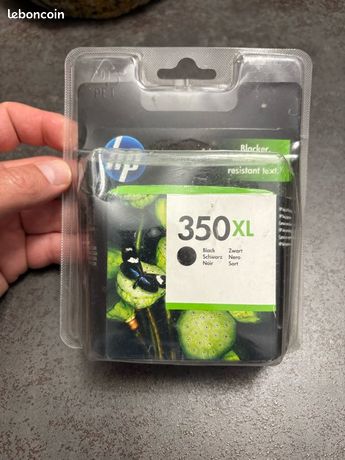 leboncoin
hp
Blacker,
resistant text.
350XL
Black Zwart
Schwarz Nero
Noir Sort